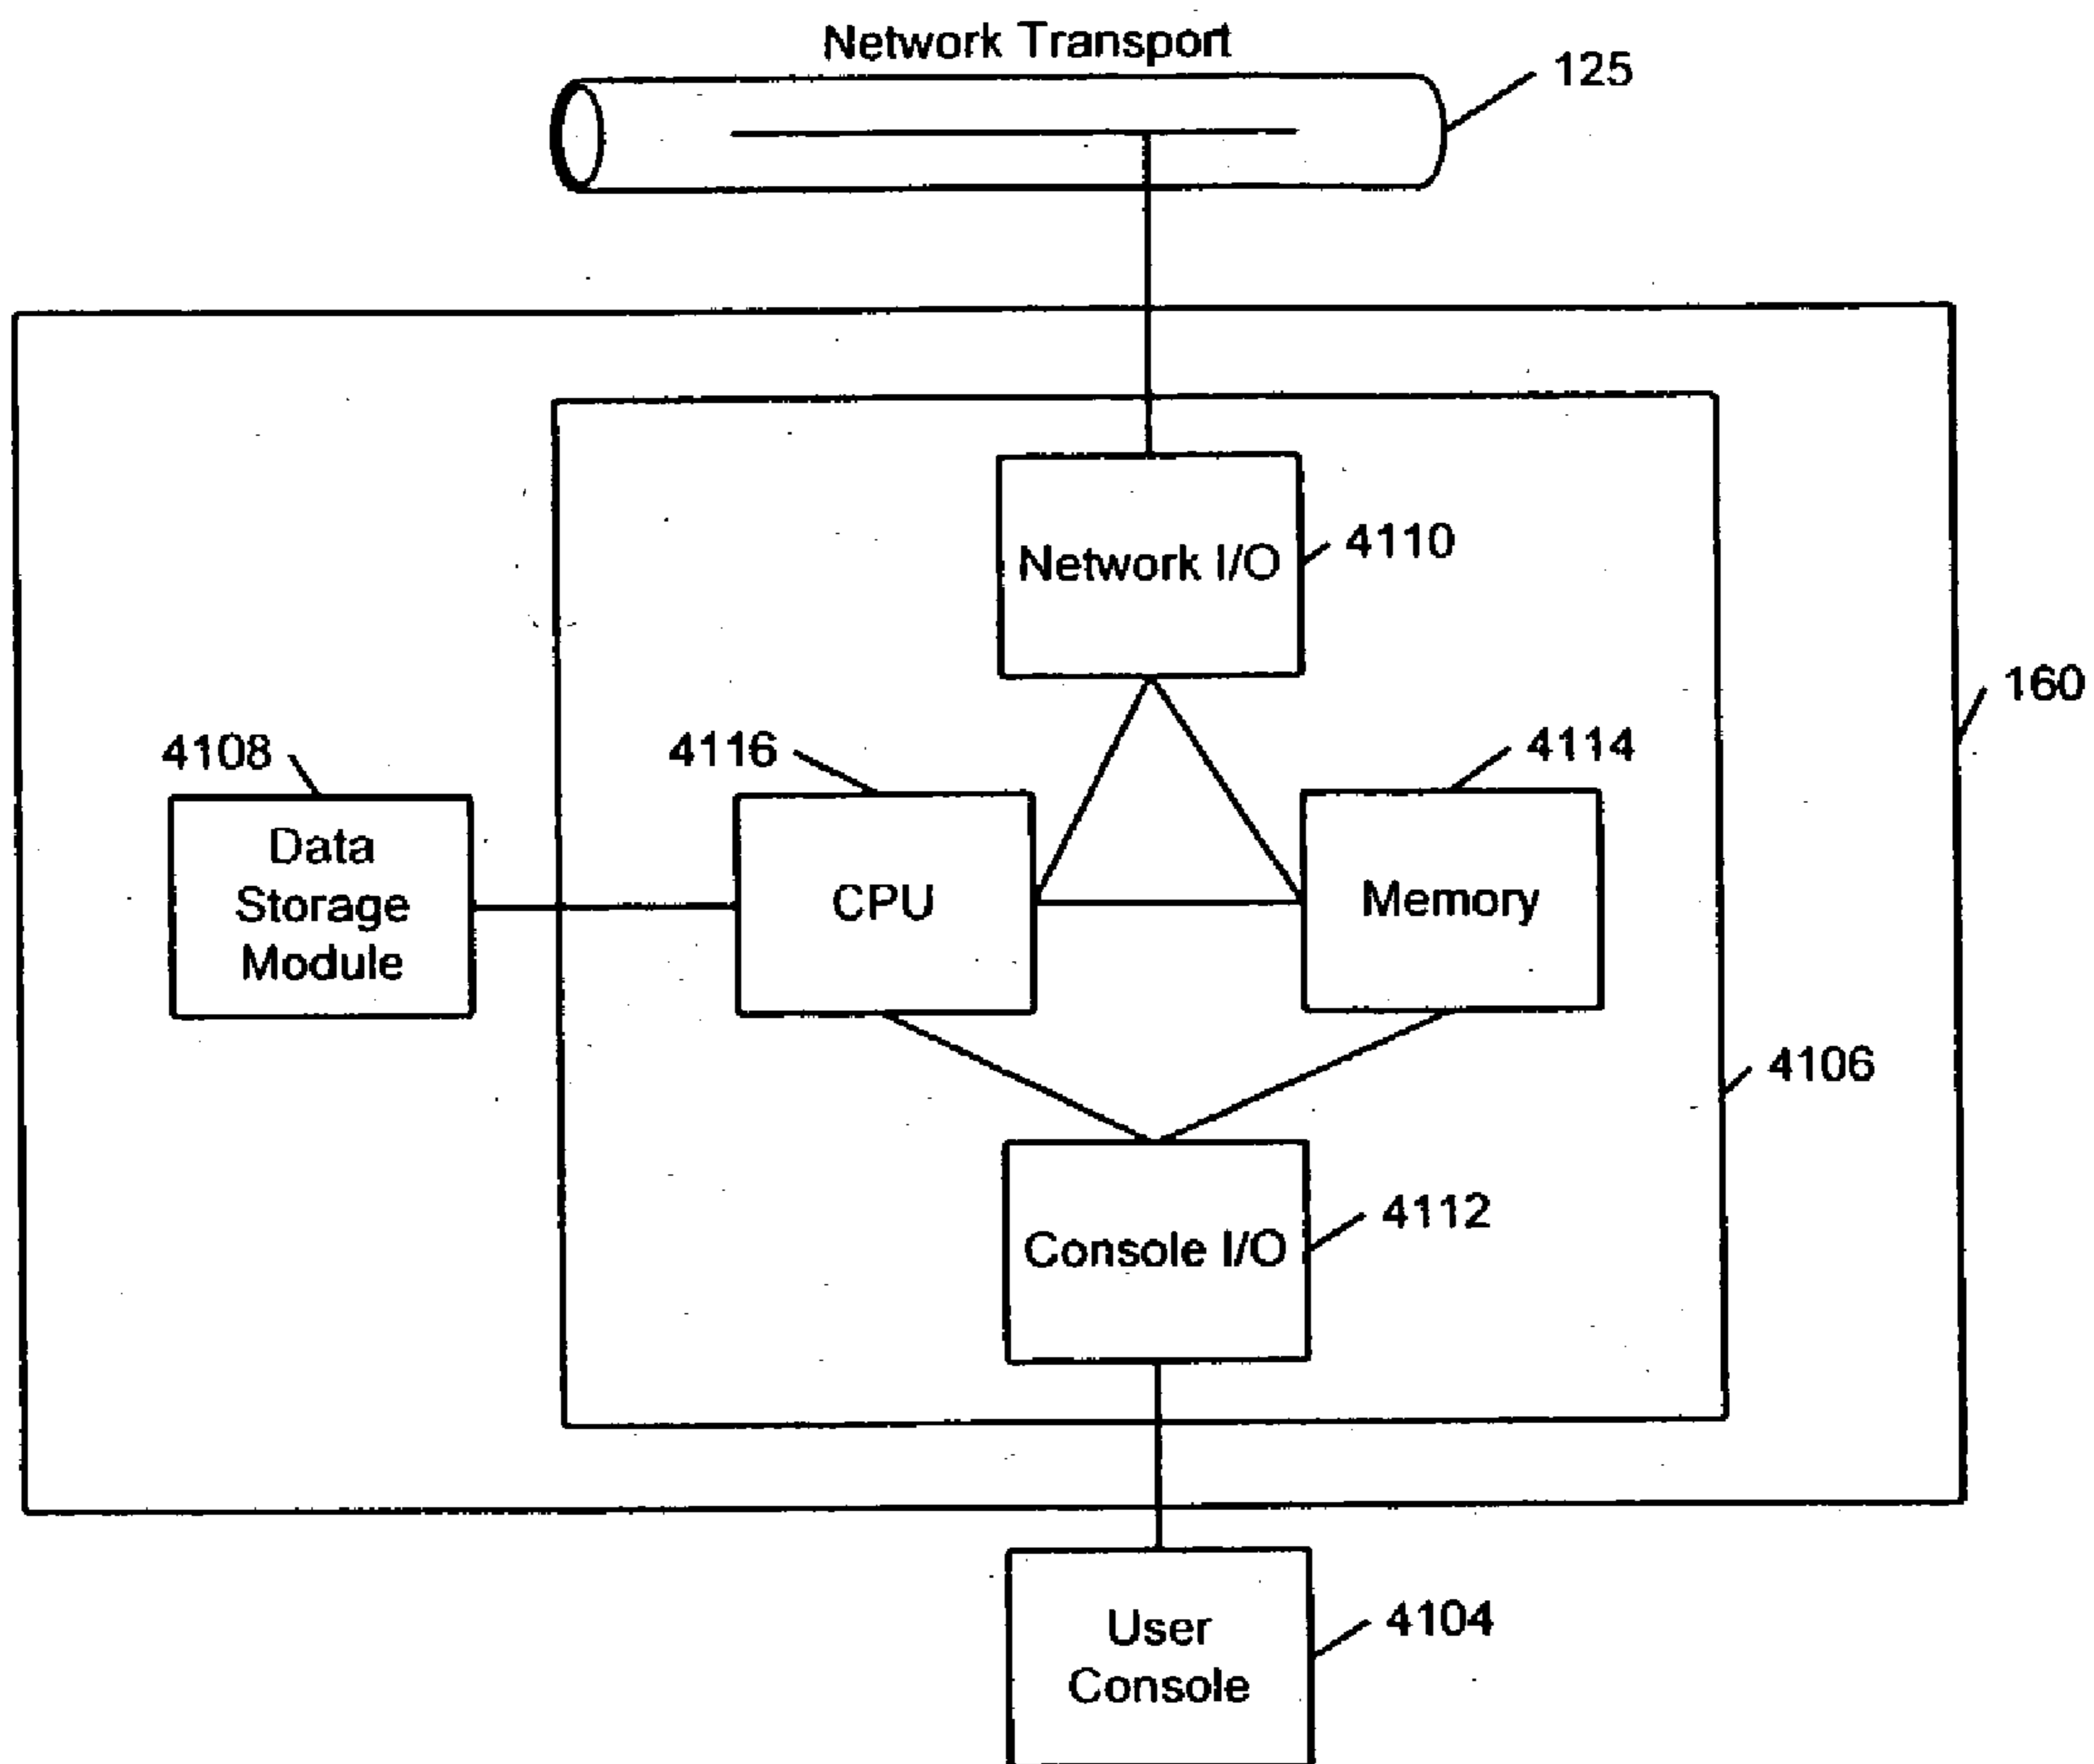 Network Transport
125
Network I/O
4110
160
4108
4116
4114
Data
Storage
Module
CPU
Memory
4106
Console I/O
4112
User
Console
4104